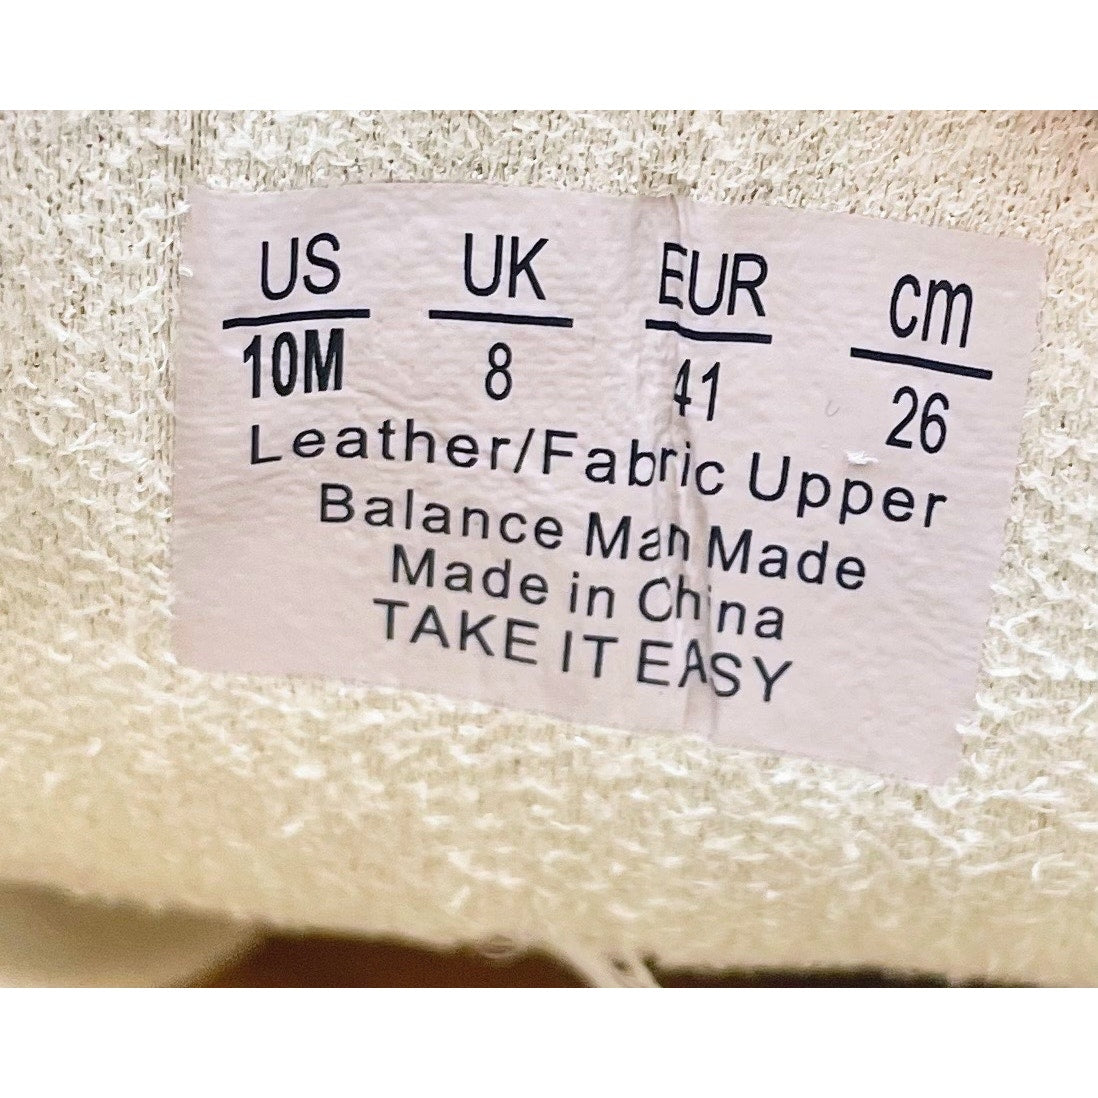 US UK EUR cm
10M 8 41 26
Leather/Fabric Upper
Balance Man Made
Made in China
TAKE IT EASY